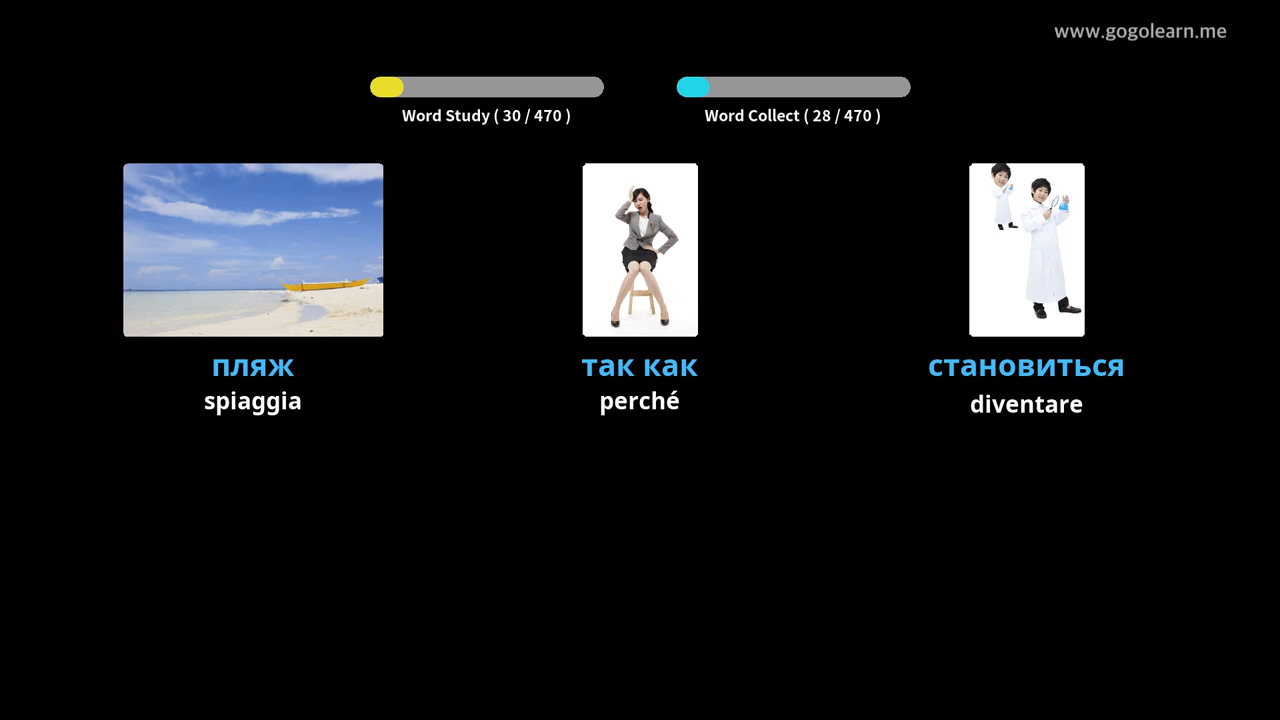 www.gogolearn.me
Word Study ( 30 / 470 )
Word Collect ( 28 / 470 )
пляж
spiaggia
так как
perché
становиться
diventare